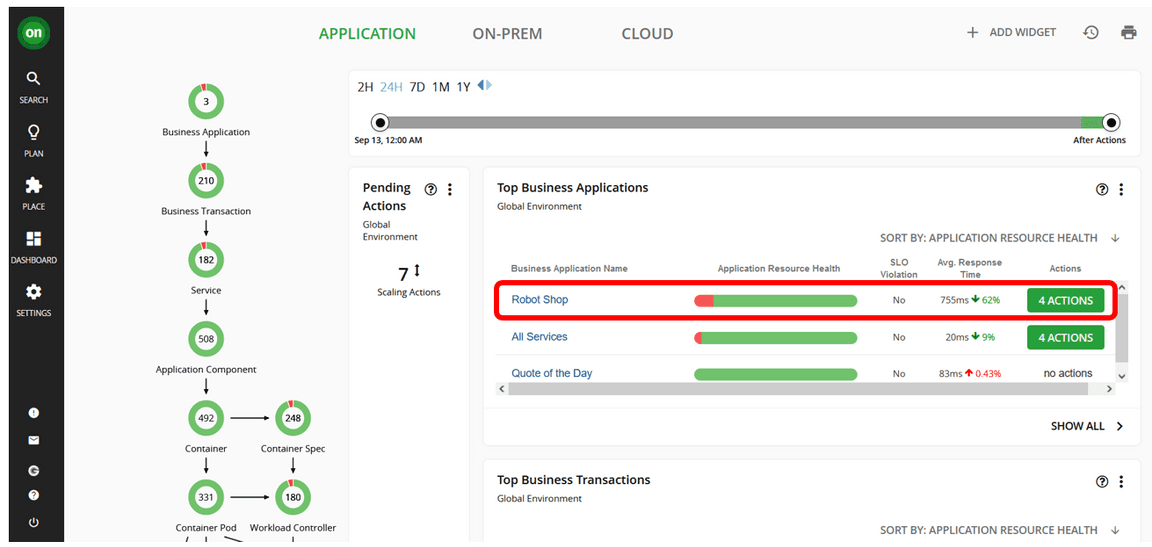 on
SEARCH
PLAN
PLACE
DASHBOARD
SETTINGS
APPLICATION ON-PREM CLOUD
ADD WIDGET
3
Business Application
210
Business Transaction
182
Service
508
Application Component
492 248
Container Container Spec
331 180
Container Pod Workload Controller
2H 24H 7D 1M 1Y
Sep 13, 12:00 AM After Actions
Pending
Actions
Global
Environment
7
Scaling Actions
Top Business Applications
Global Environment
SORT BY: APPLICATION RESOURCE HEALTH
Business Application Name Application Resource Health SLO Violation Avg. Response Time Actions
Robot Shop No 755ms 62% 4 ACTIONS
All Services No 20ms 9% 4 ACTIONS
Quote of the Day No 83ms 0.43% no actions
SHOW ALL
Top Business Transactions
Global Environment
SORT BY: APPLICATION RESOURCE HEALTH